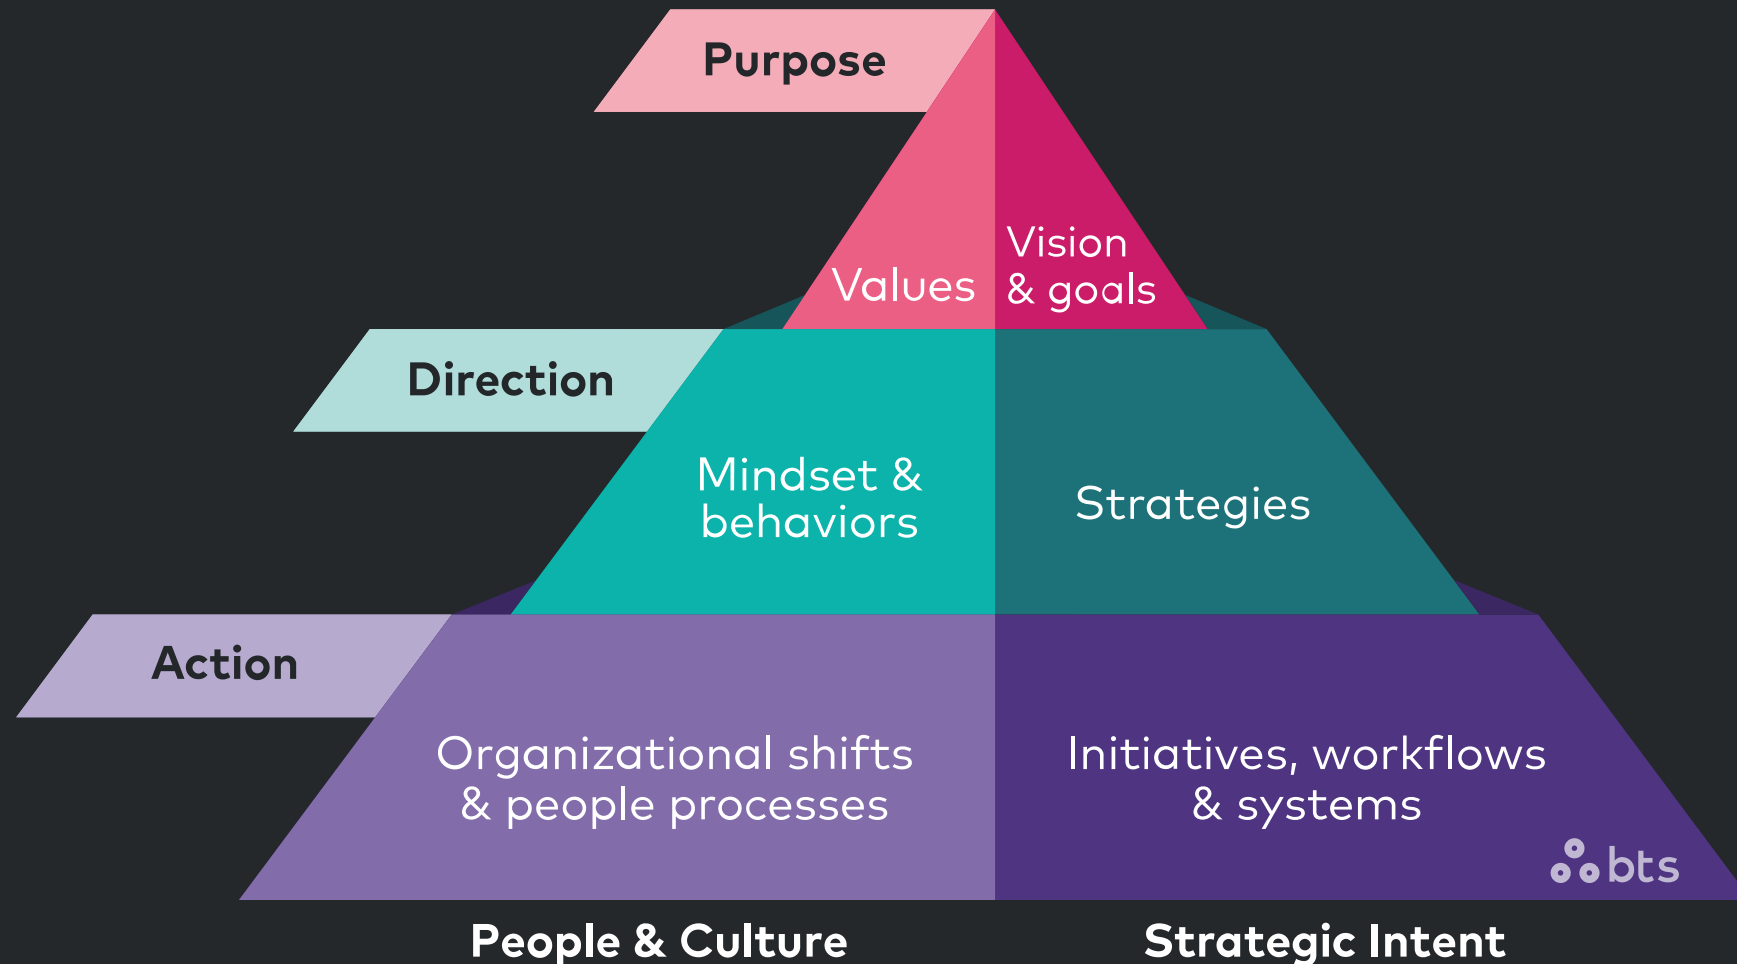 Purpose
Values
Vision
& goals
Direction
Mindset &
behaviors
Strategies
Action
Organizational shifts
& people processes
Initiatives, workflows
& systems
bts
People & Culture
Strategic Intent